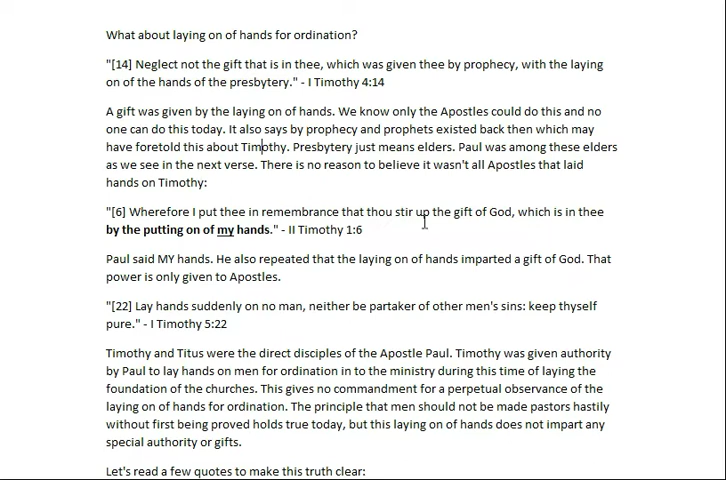 What about laying on of hands for ordination?
"[14] Neglect not the gift that is in thee, which was given thee by prophecy, with the laying
on of the hands of the presbytery." - I Timothy 4:14
A gift was given by the laying on of hands. We know only the Apostles could do this and no
one can do this today. It also says by prophecy and prophets existed back then which may
have foretold this about Timothy. Presbytery just means elders. Paul was among these elders
as we see in the next verse. There is no reason to believe it wasn't all Apostles that laid
hands on Timothy:
"[6] Wherefore I put thee in remembrance that thou stir up the gift of God, which is in thee
by the putting on of my hands." - II Timothy 1:6
Paul said MY hands. He also repeated that the laying on of hands imparted a gift of God. That
power is only given to Apostles.
"[22] Lay hands suddenly on no man, neither be partaker of other men's sins: keep thyself
pure." - I Timothy 5:22
Timothy and Titus were the direct disciples of the Apostle Paul. Timothy was given authority
by Paul to lay hands on men for ordination in to the ministry during this time of laying the
foundation of the churches. This gives no commandment for a perpetual observance of the
laying on of hands for ordination. The principle that men should not be made pastors hastily
without first being proved holds true today, but this laying on of hands does not impart any
special authority or gifts.
Let's read a few quotes to make this truth clear: